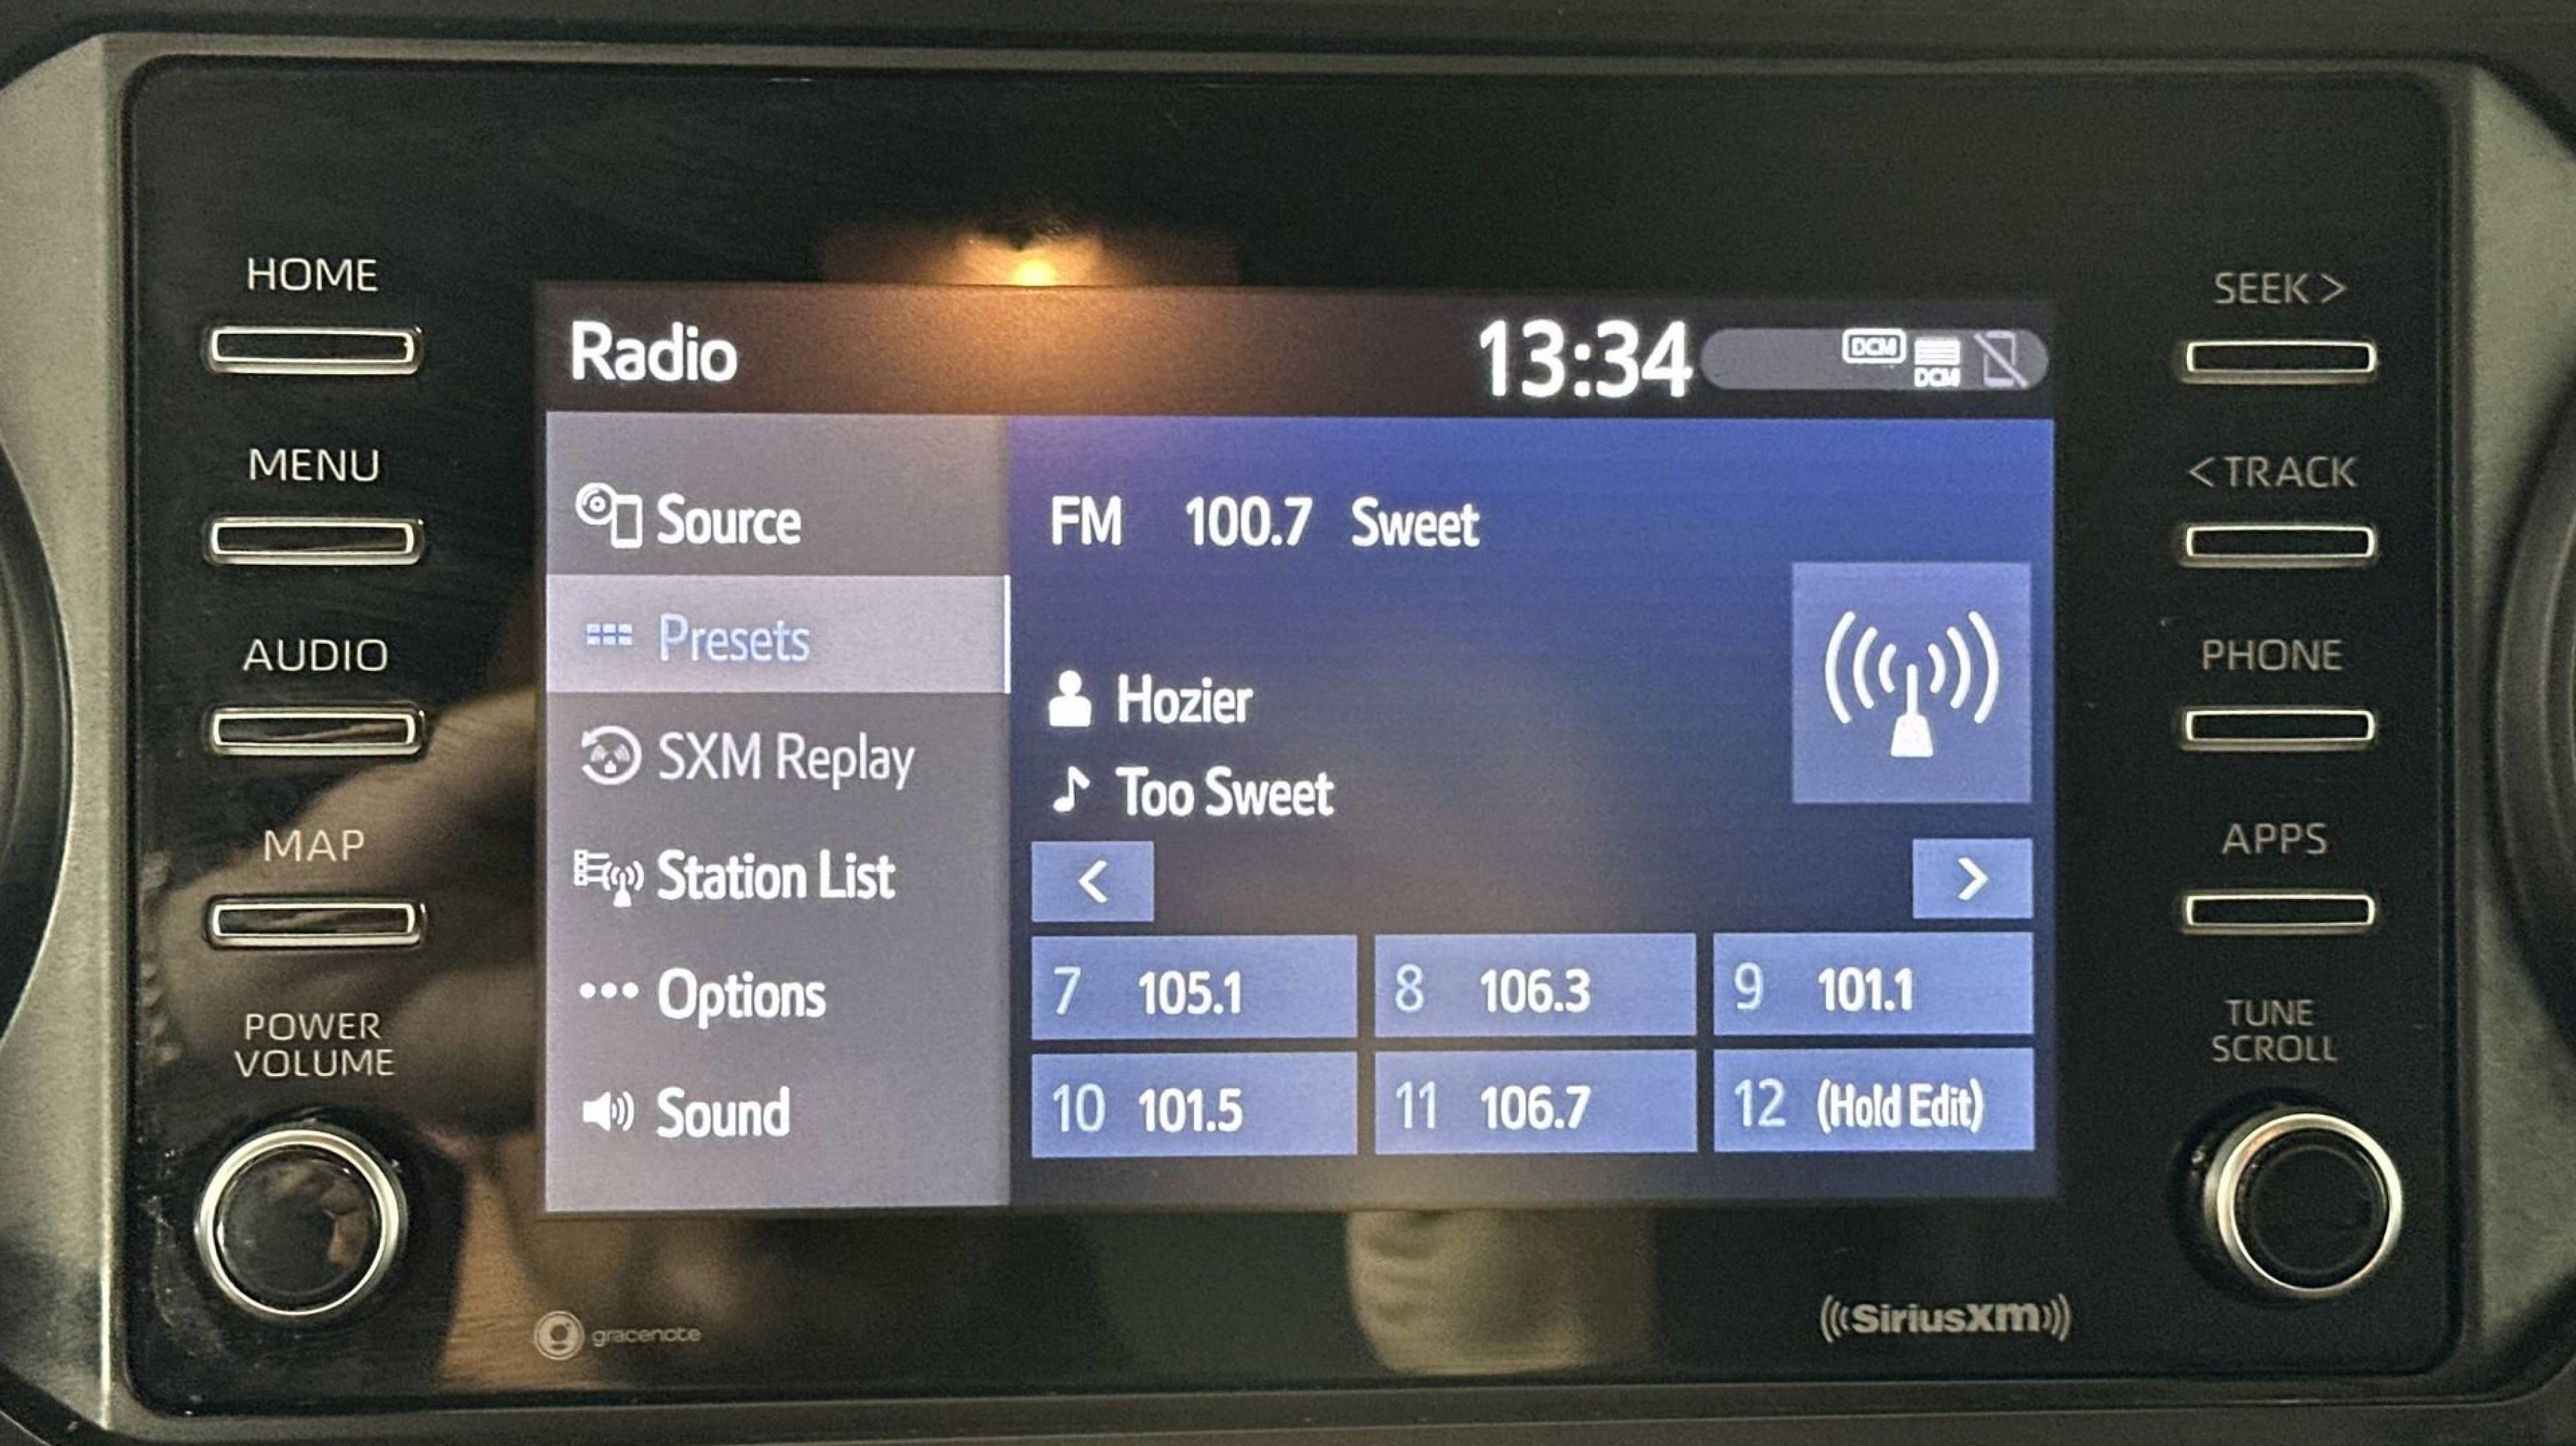 HOME
MENU
AUDIO
MAP
POWER
VOLUME
Radio
13:34
DCM
DCM
Source
Presets
SXM Replay
Station List
Options
Sound
FM 100.7 Sweet
Hozier
Too Sweet
<
>
7 105.1
8 106.3
9 101.1
10 101.5
11 106.7
12 (Hold Edit)
SEEK >
< TRACK
PHONE
APPS
TUNE
SCROLL
gracenote
SiriusXM